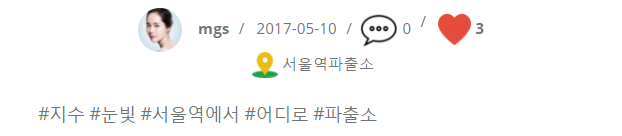 mgs / 2017-05-10 / 0 / 3
서울역파출소
#지수 #눈빛 #서울역에서 #어디로 #파출소